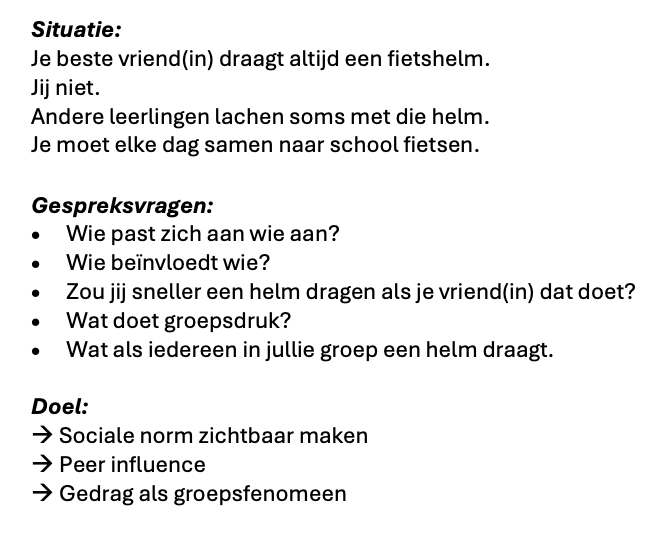 Situatie:
Je beste vriend(in) draagt altijd een fietshelm.
Jij niet.
Andere leerlingen lachen soms met die helm.
Je moet elke dag samen naar school fietsen.
Gespreksvragen:
• Wie past zich aan wie aan?
• Wie beïnvloedt wie?
• Zou jij sneller een helm dragen als je vriend(in) dat doet?
• Wat doet groepsdruk?
• Wat als iedereen in jullie groep een helm draagt.
Doel:
→ Sociale norm zichtbaar maken
→ Peer influence
→ Gedrag als groepsfenomeen